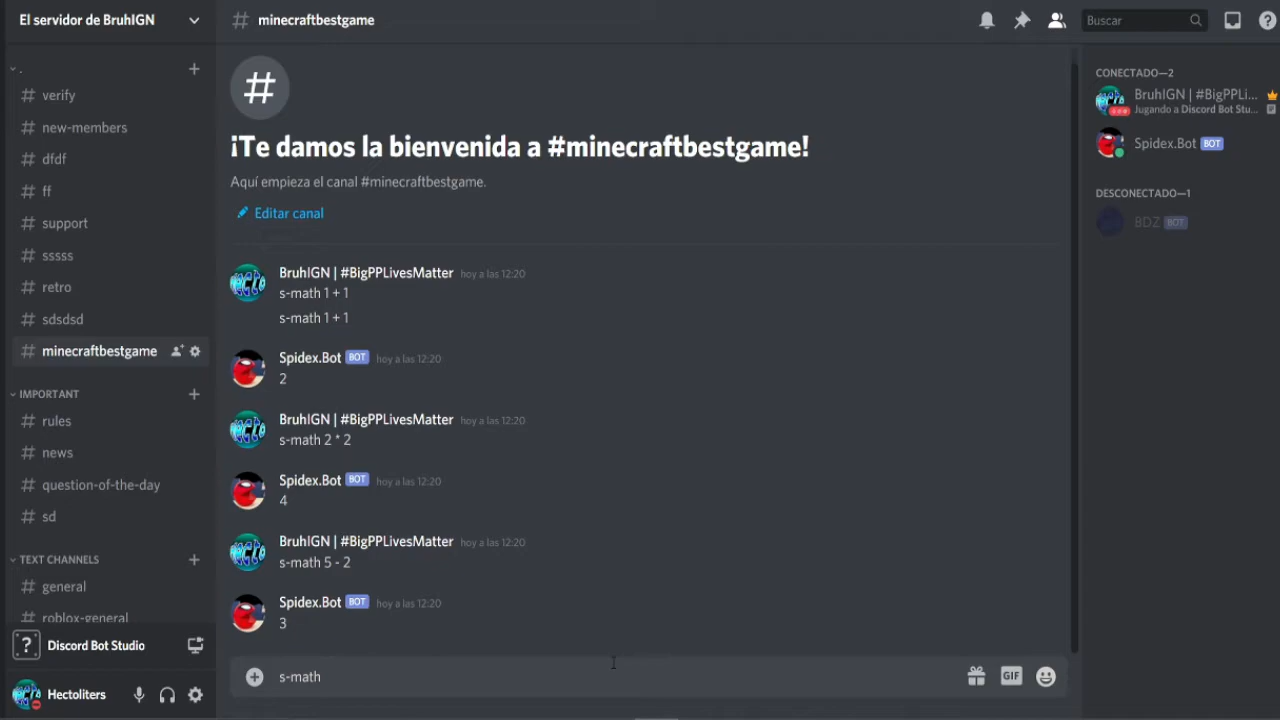 El servidor de BruhIGN
.
verify
new-members
dfdf
ff
support
sssss
retro
sdsdsd
minecraftbestgame
IMPORTANT
rules
news
question-of-the-day
sd
TEXT CHANNELS
general
roblox-general
Discord Bot Studio
Hectoliters
# minecraftbestgame
Buscar
#
¡Te damos la bienvenida a #minecraftbestgame!
Aquí empieza el canal #minecraftbestgame.
Editar canal
BruhIGN | #BigPPLivesMatter hoy a las 12:20
s-math 1 + 1
s-math 1 + 1
Spidex.Bot BOT hoy a las 12:20
2
BruhIGN | #BigPPLivesMatter hoy a las 12:20
s-math 2 * 2
Spidex.Bot BOT hoy a las 12:20
4
BruhIGN | #BigPPLivesMatter hoy a las 12:20
s-math 5 - 2
Spidex.Bot BOT hoy a las 12:20
3
s-math
GIF
CONECTADO—2
BruhIGN | #BigPPLi...
Jugando a Discord Bot Stu...
Spidex.Bot BOT
DESCONECTADO—1
BDZ BOT